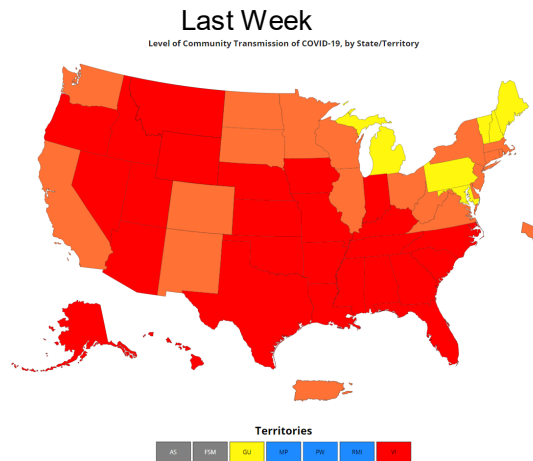 Last Week
Level of Community Transmission of COVID-19, by State/Territory
Territories
AS FSM GU MP PW RMI VI